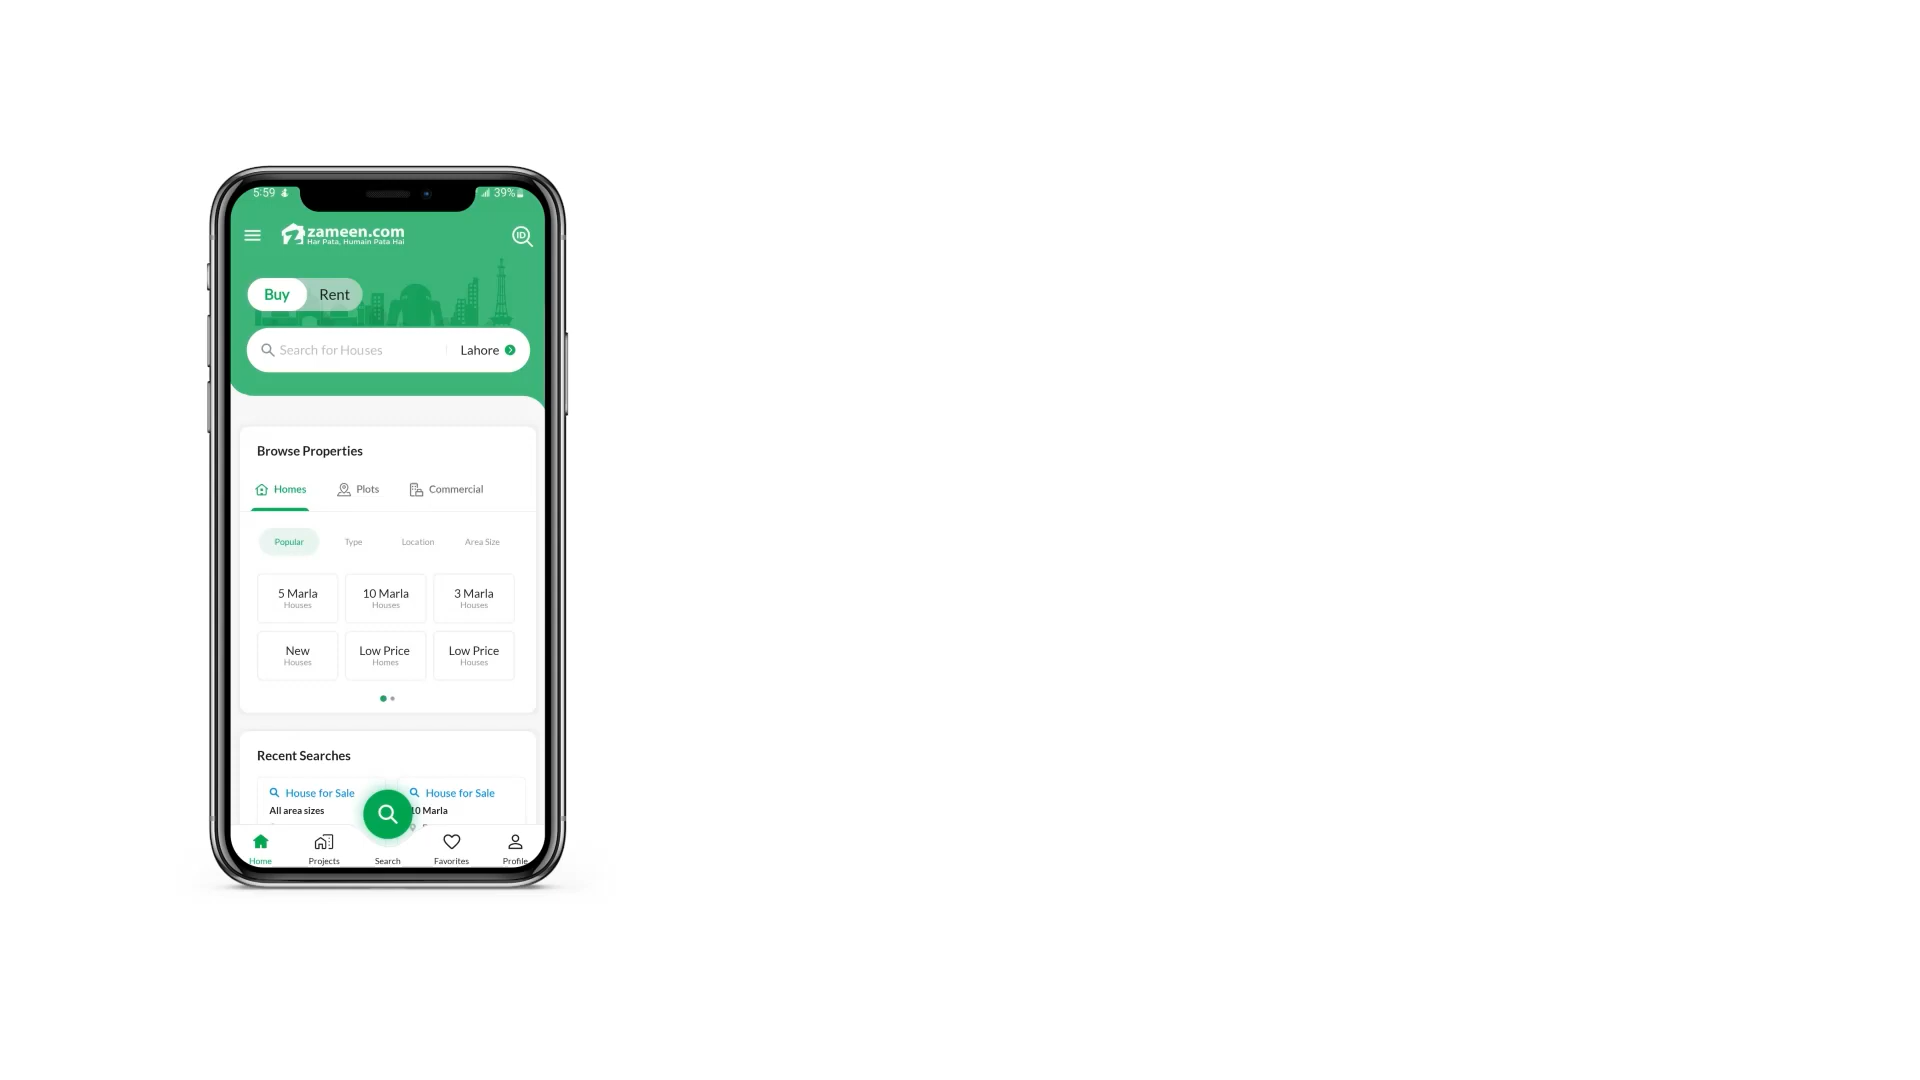 5:59
39%
zameen.com
Har Pata, Humain Pata Hai
ID
Buy Rent
Search for Houses Lahore
Browse Properties
Homes Plots Commercial
Popular Type Location Area Size
5 Marla 10 Marla 3 Marla
Houses Houses Houses
New Low Price Low Price
Houses Homes Houses
Recent Searches
House for Sale House for Sale
All area sizes 10 Marla
Home Projects Search Favorites Profile